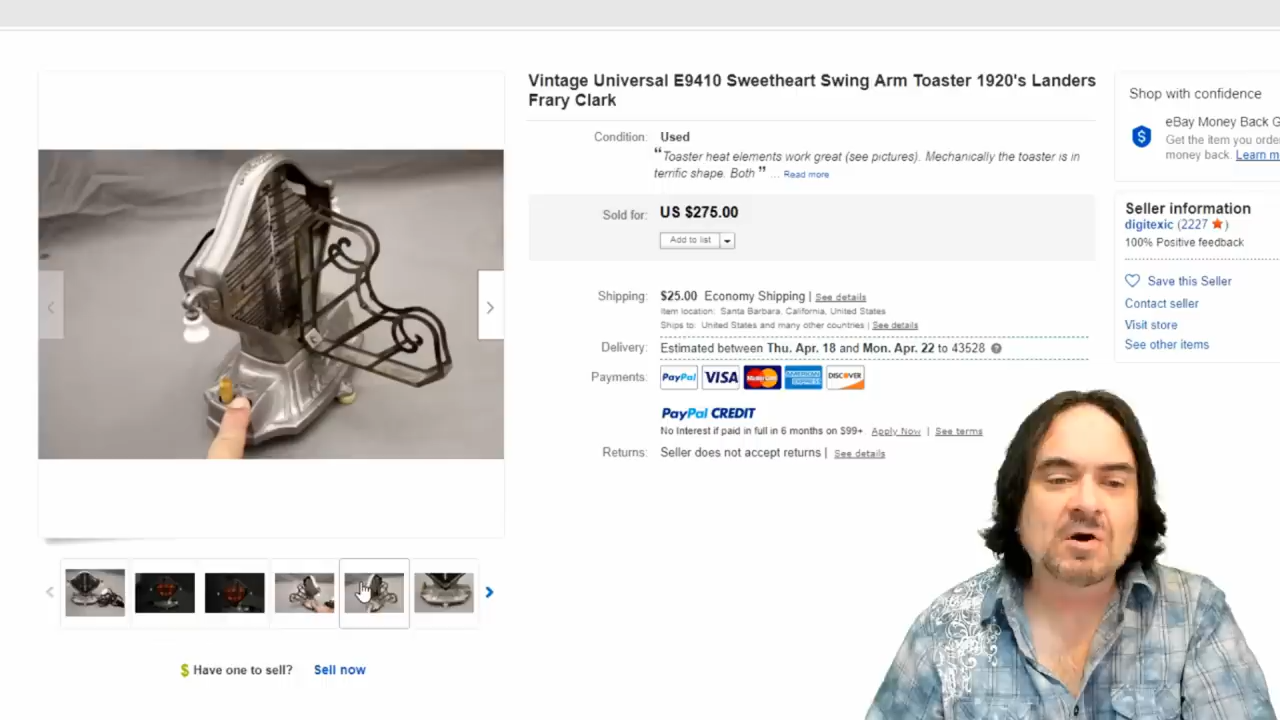 Vintage Universal E9410 Sweetheart Swing Arm Toaster 1920's Landers
Frary Clark
Condition: Used
“Toaster heat elements work great (see pictures). Mechanically the toaster is in
terrific shape. Both ” ... Read more
Sold for: US $275.00
Add to list
Shipping: $25.00 Economy Shipping | See details
Item location: Santa Barbara, California, United States
Ships to: United States and many other countries | See details
Delivery: Estimated between Thu. Apr. 18 and Mon. Apr. 22 to 43528
Payments: PayPal VISA MasterCard AMERICAN EXPRESS DISCOVER
PayPal CREDIT
No Interest if paid in full in 6 months on $99+. Apply Now | See terms
Returns: Seller does not accept returns | See details
$ Have one to sell? Sell now
Shop with confidence
eBay Money Back G
Get the item you orde
money back. Learn m
Seller information
digitexic (2227 ★)
100% Positive feedback
Save this Seller
Contact seller
Visit store
See other items